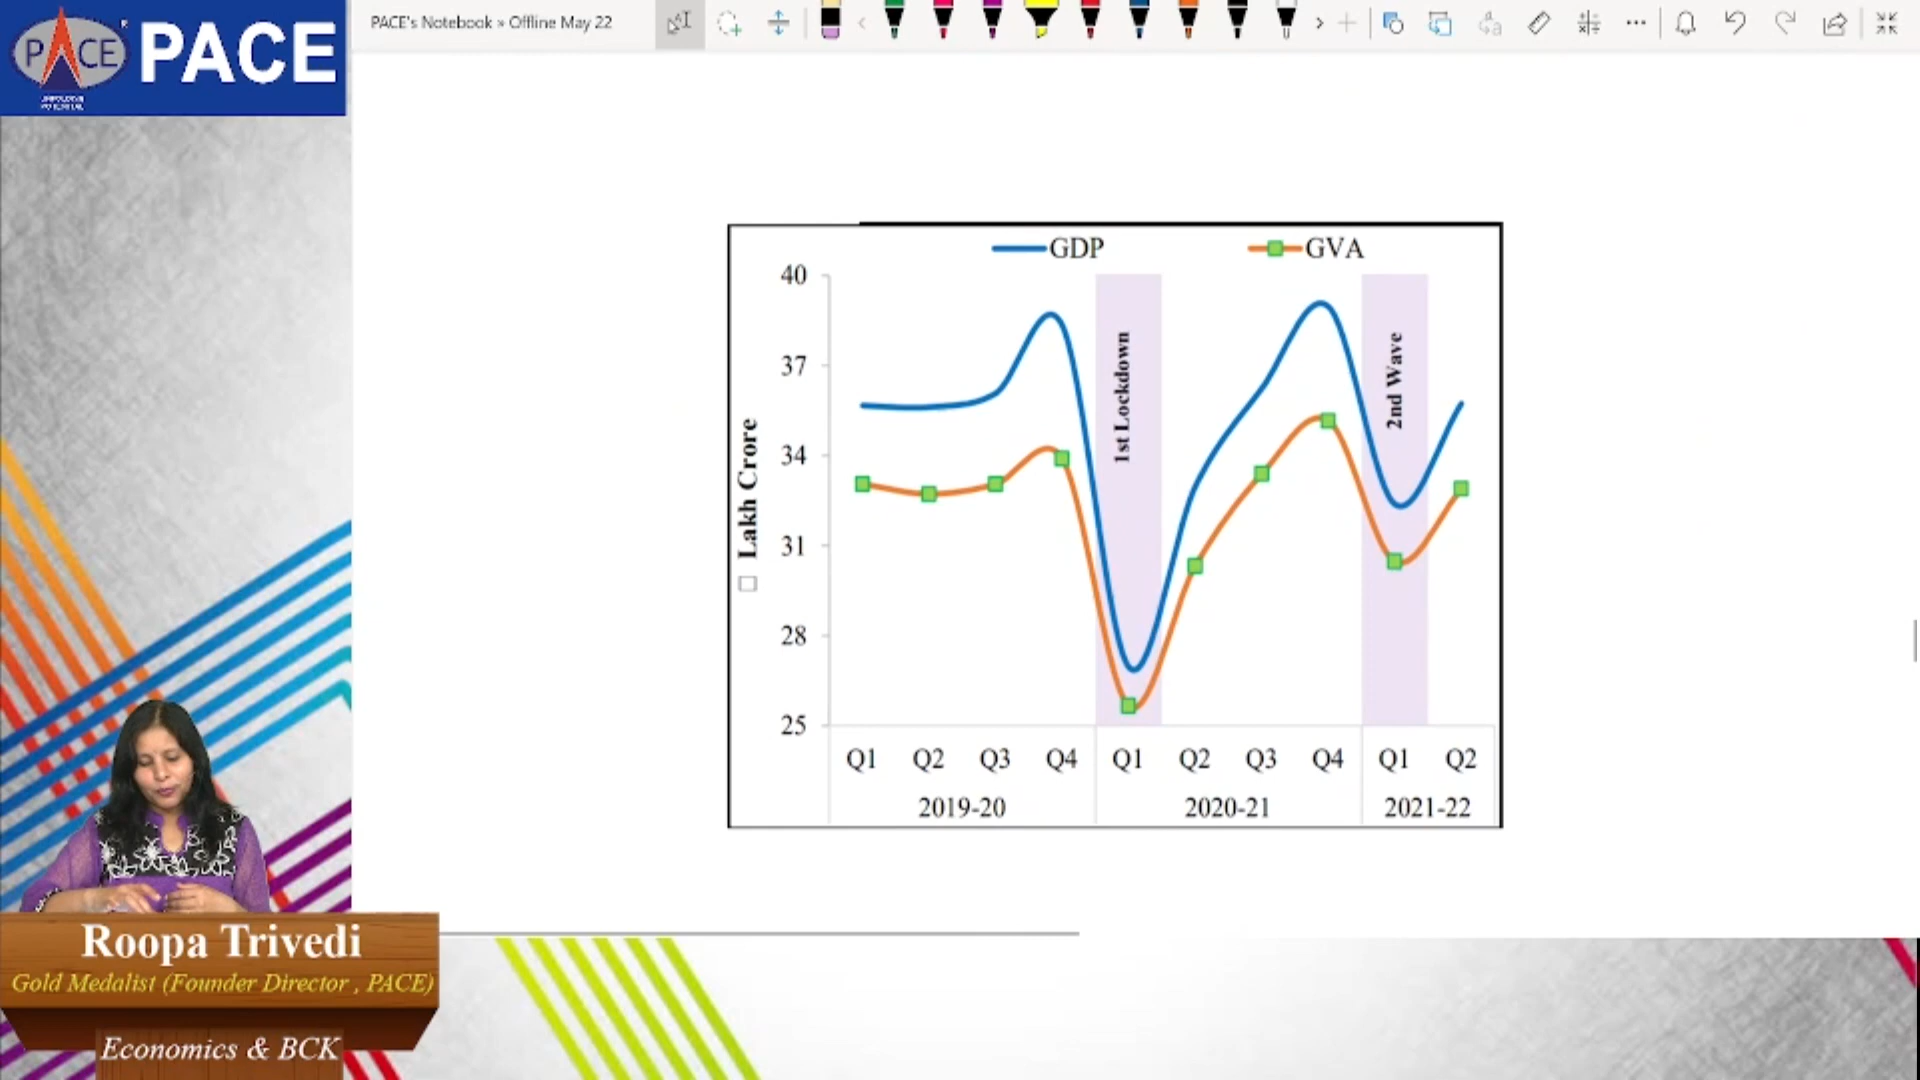 PACE
PACE
PACE's Notebook » Offline May 22
GDP
GVA
40
37
34
31
28
25
Lakh Crore
1st Lockdown
2nd Wave
Q1 Q2 Q3 Q4 Q1 Q2 Q3 Q4 Q1 Q2
2019-20 2020-21 2021-22
Roopa Trivedi
Gold Medalist (Founder Director , PACE)
Economics & BCK